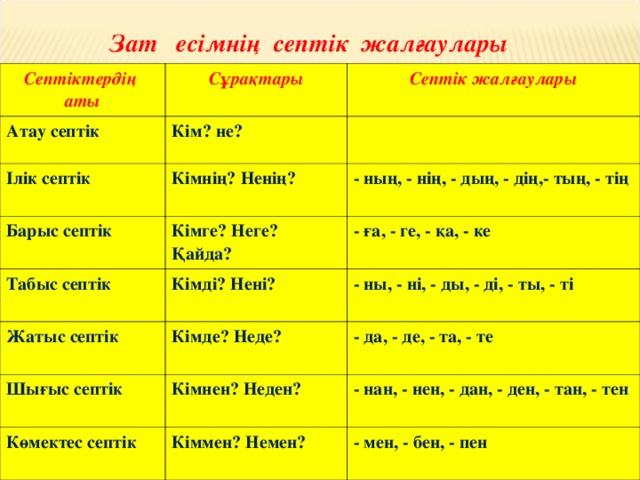 Зат есімнің септік жалғаулары
Септіктердің Сұрақтары Септік жалғаулары
аты
Атау септік Кім? не?
Ілік септік Кімнің? Ненің? - ның, - нің, - дың, - дің,- тың, - тің
Барыс септік Кімге? Неге? - ға, - ге, - қа, - ке
Қайда?
Табыс септік Кімді? Нені? - ны, - ні, - ды, - ді, - ты, - ті
Жатыс септік Кімде? Неде? - да, - де, - та, - те
Шығыс септік Кімнен? Неден? - нан, - нен, - дан, - ден, - тан, - тен
Көмектес септік Кіммен? Немен? - мен, - бен, - пен